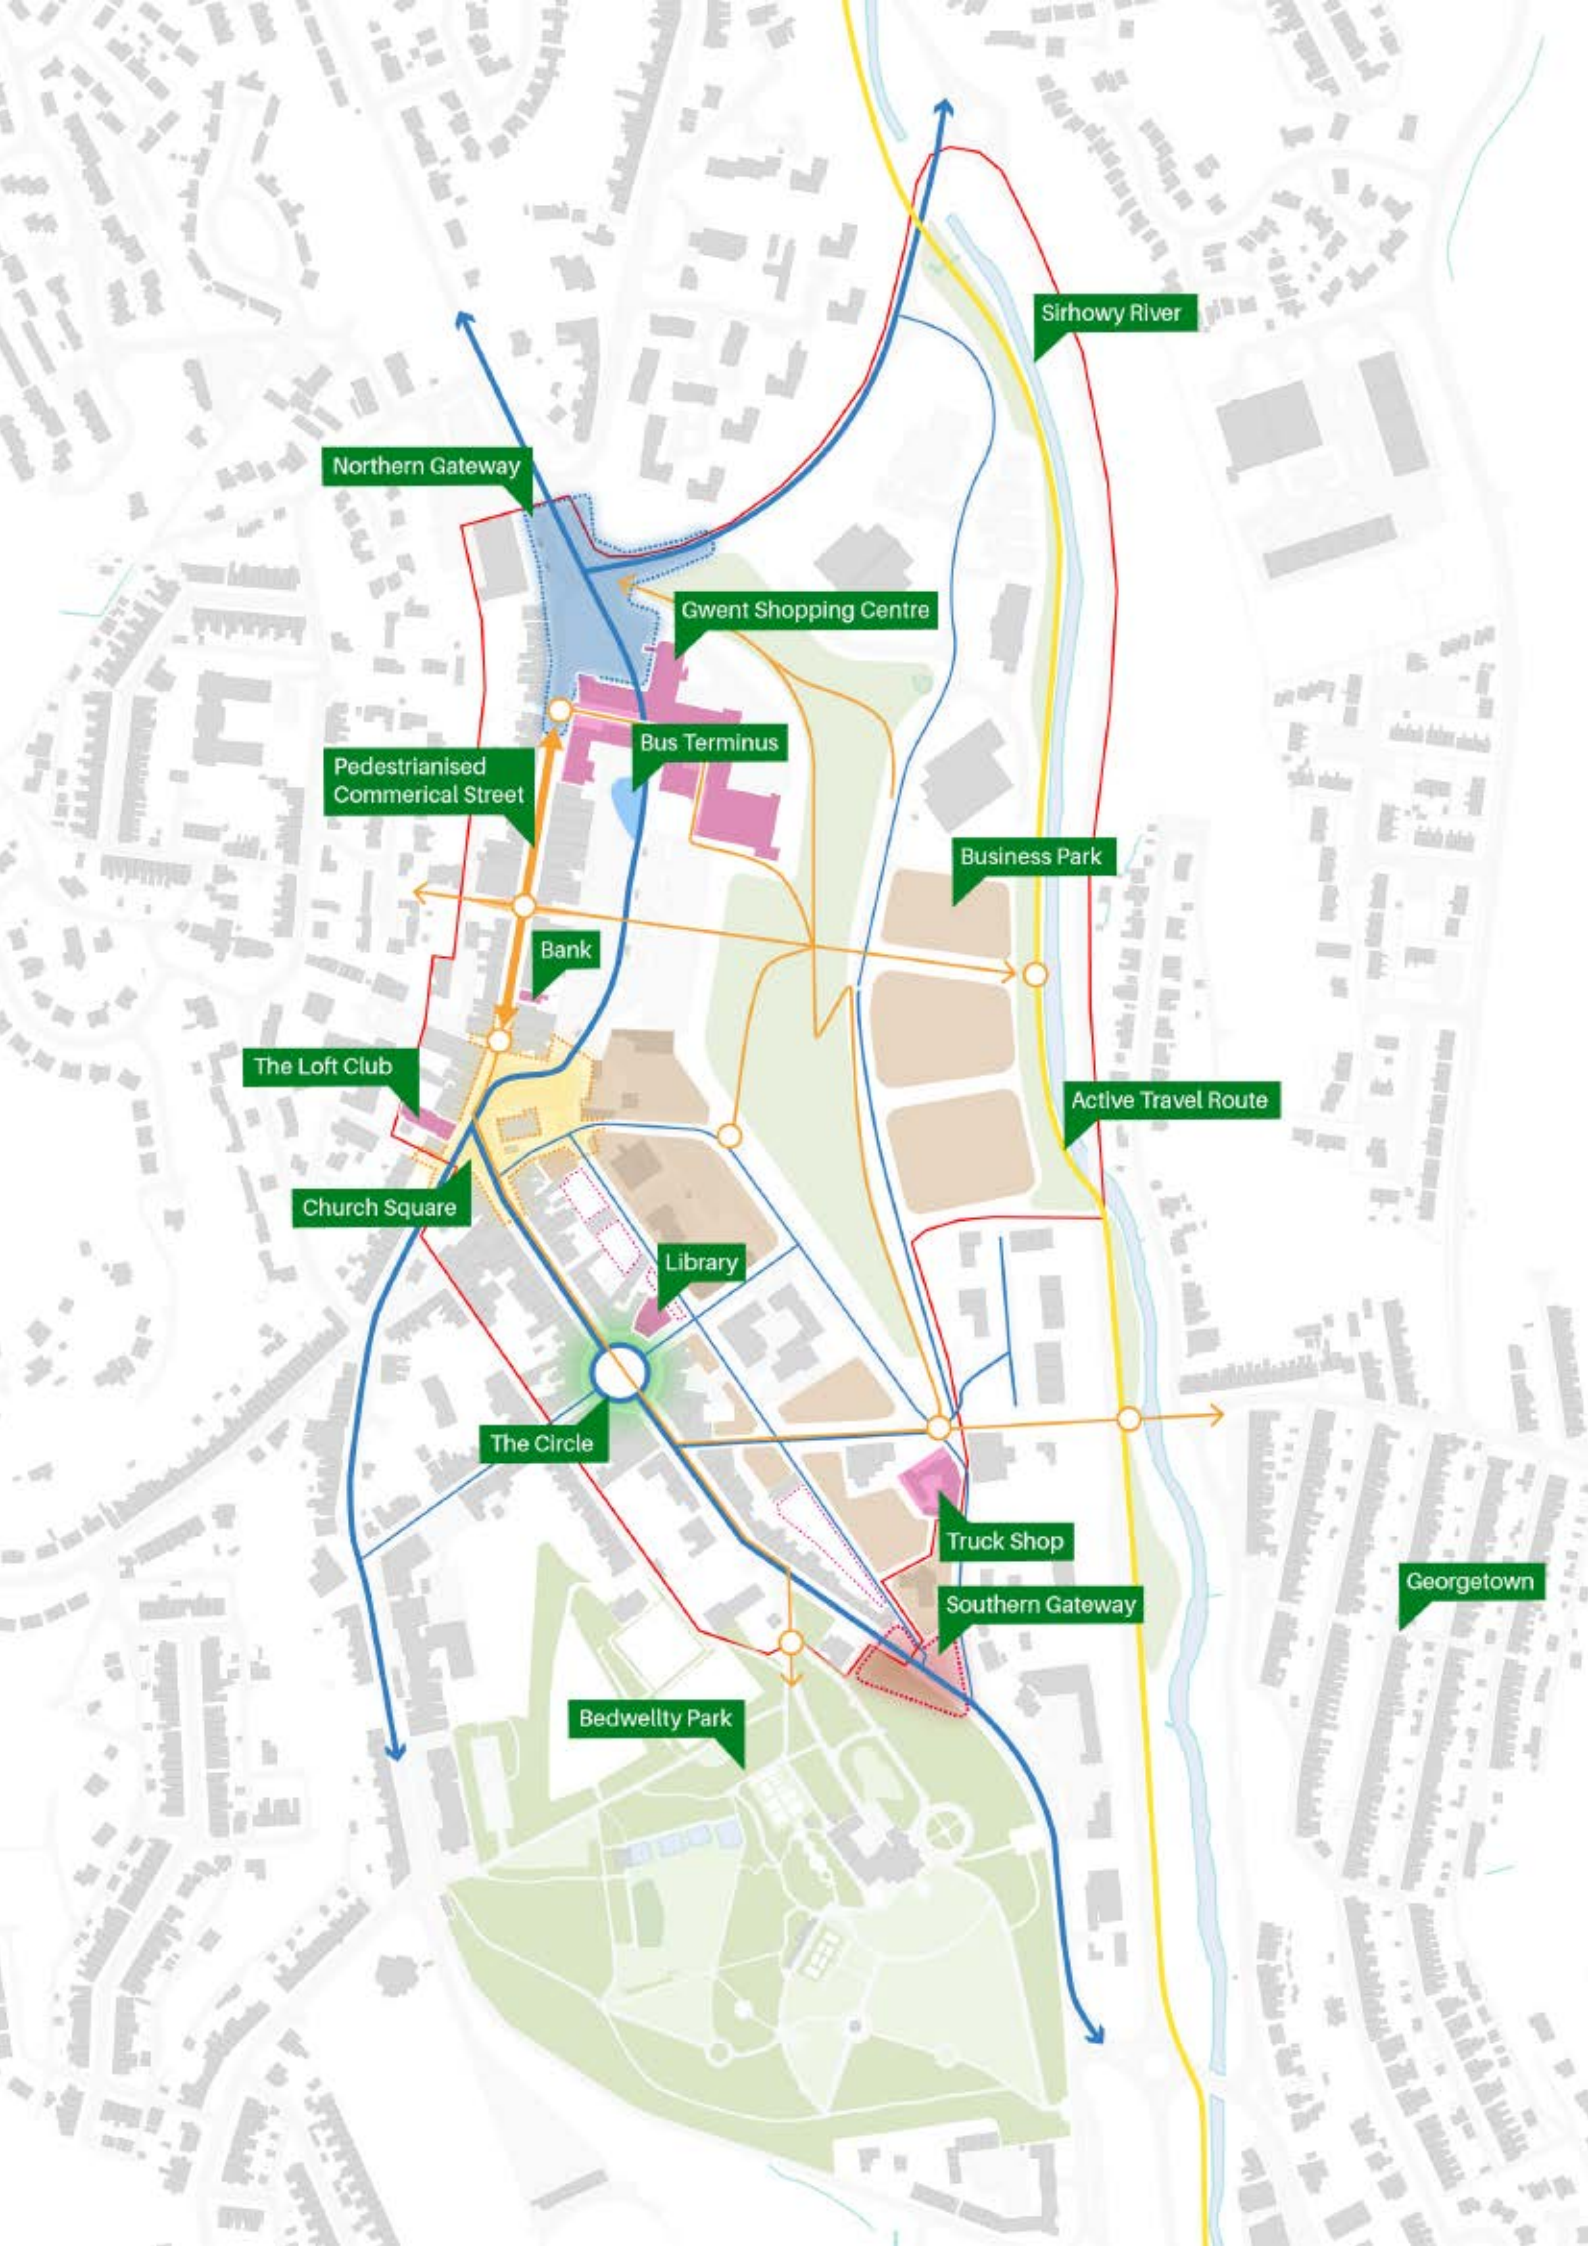 Sirhowy River
Northern Gateway
Gwent Shopping Centre
Bus Terminus
Pedestrianised
Commerical Street
Business Park
Bank
The Loft Club
Active Travel Route
Church Square
Library
The Circle
Truck Shop
Georgetown
Southern Gateway
Bedwellty Park